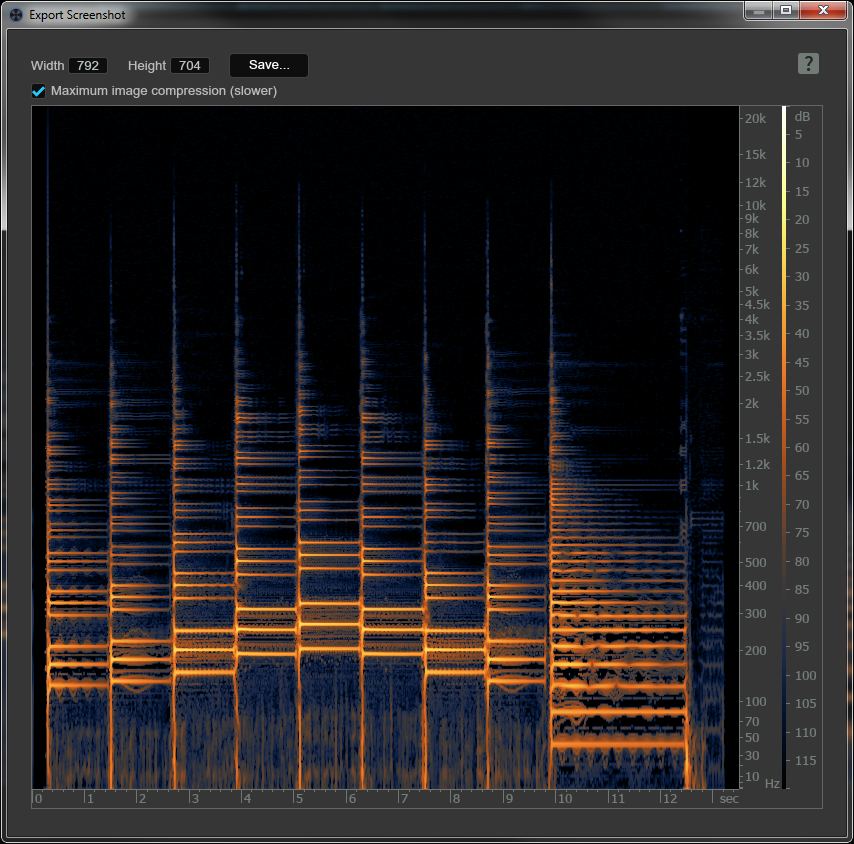 Export Screenshot
Width 792 Height 704 Save... ?
Maximum image compression (slower)
20k
15k
12k
10k
9k
8k
7k
6k
5k
4.5k
4k
3.5k
3k
2.5k
2k
1.5k
1.2k
1k
700
500
400
300
200
100
70
50
30
10
Hz
dB
5
10
15
20
25
30
35
40
45
50
55
60
65
70
75
80
85
90
95
100
105
110
115
0 1 2 3 4 5 6 7 8 9 10 11 12 sec